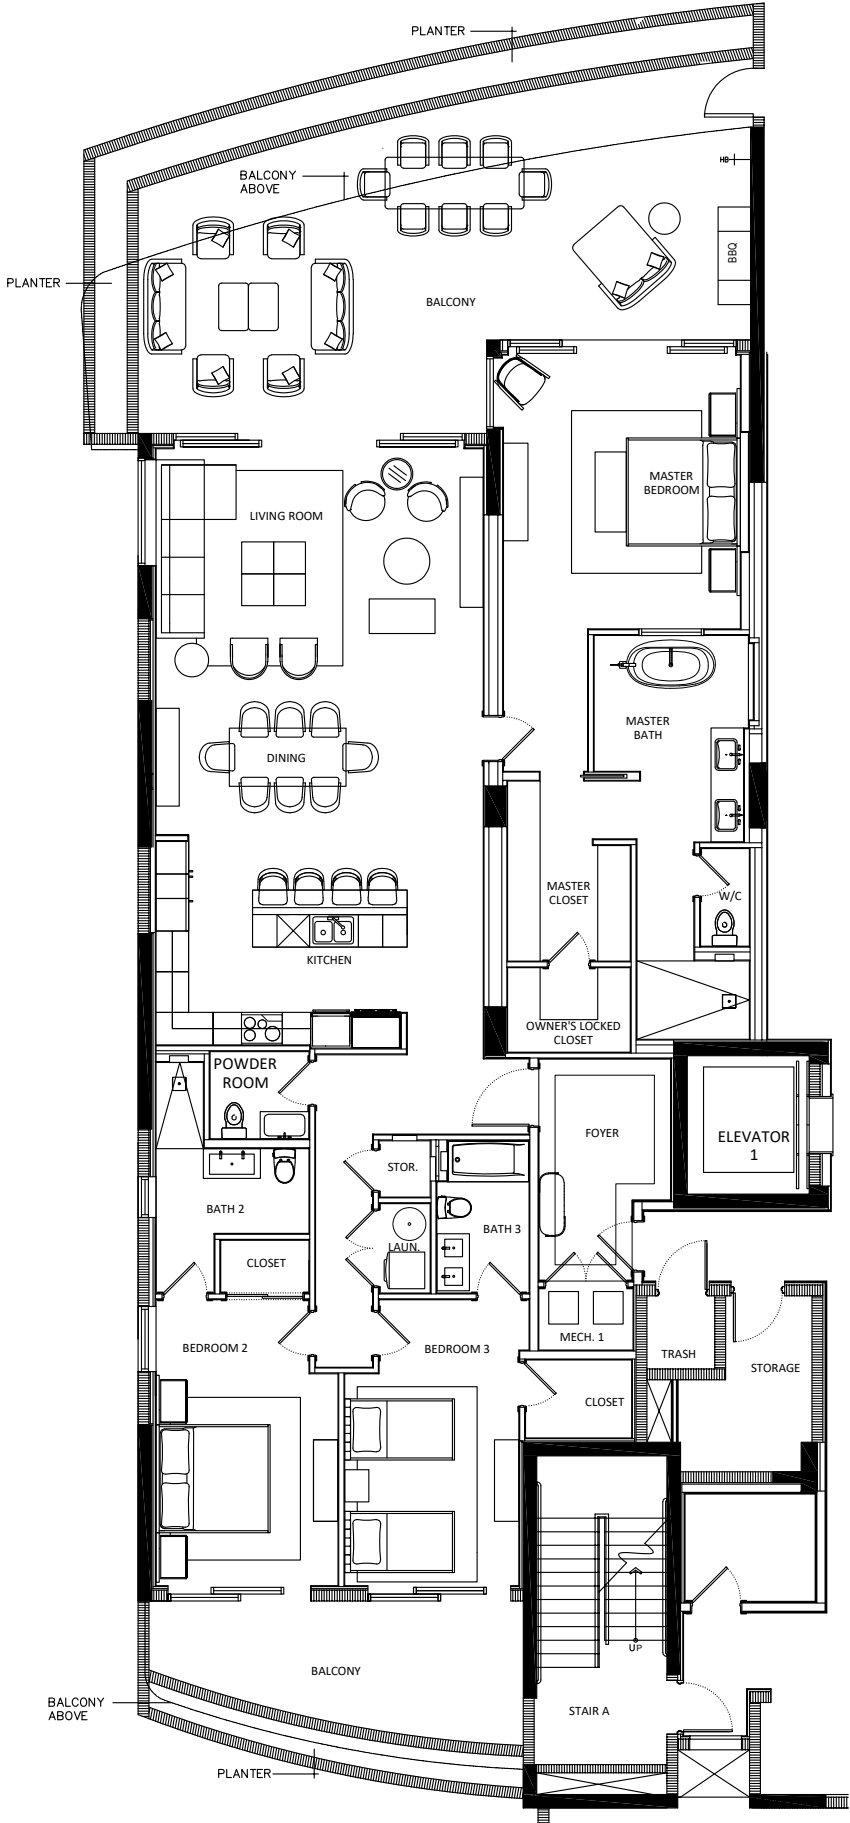 PLANTER
BALCONY
ABOVE
HB
BBQ
PLANTER
BALCONY
MASTER
BEDROOM
LIVING ROOM
MASTER
BATH
DINING
MASTER
CLOSET
W/C
KITCHEN
OWNER'S LOCKED
CLOSET
POWDER
ROOM
FOYER
ELEVATOR
1
STOR.
BATH 2
BATH 3
LAUN.
CLOSET
MECH. 1
BEDROOM 2
BEDROOM 3
TRASH
STORAGE
CLOSET
UP
BALCONY
BALCONY
ABOVE
STAIR A
PLANTER